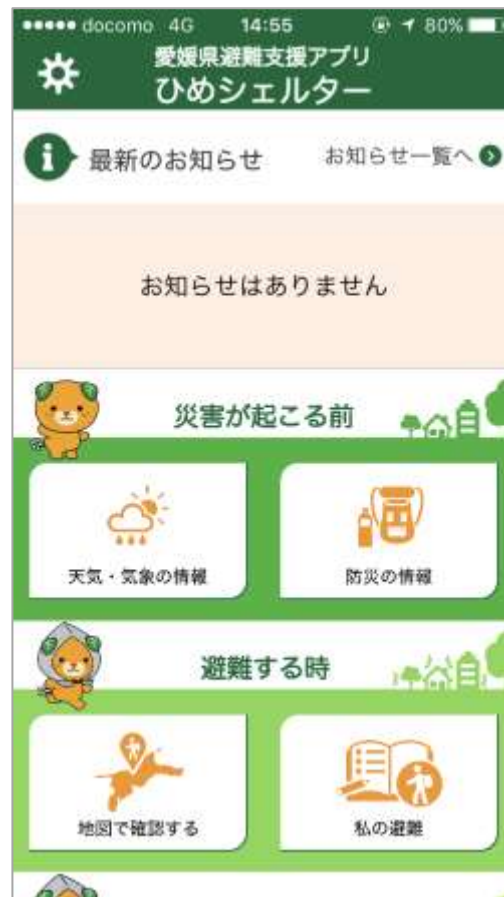 docomo 4G 14:55 80%
愛媛県避難支援アプリ
ひめシェルター
最新のお知らせ お知らせ一覧へ
お知らせはありません
災害が起こる前
天気・気象の情報 防災の情報
避難する時
地図で確認する 私の避難